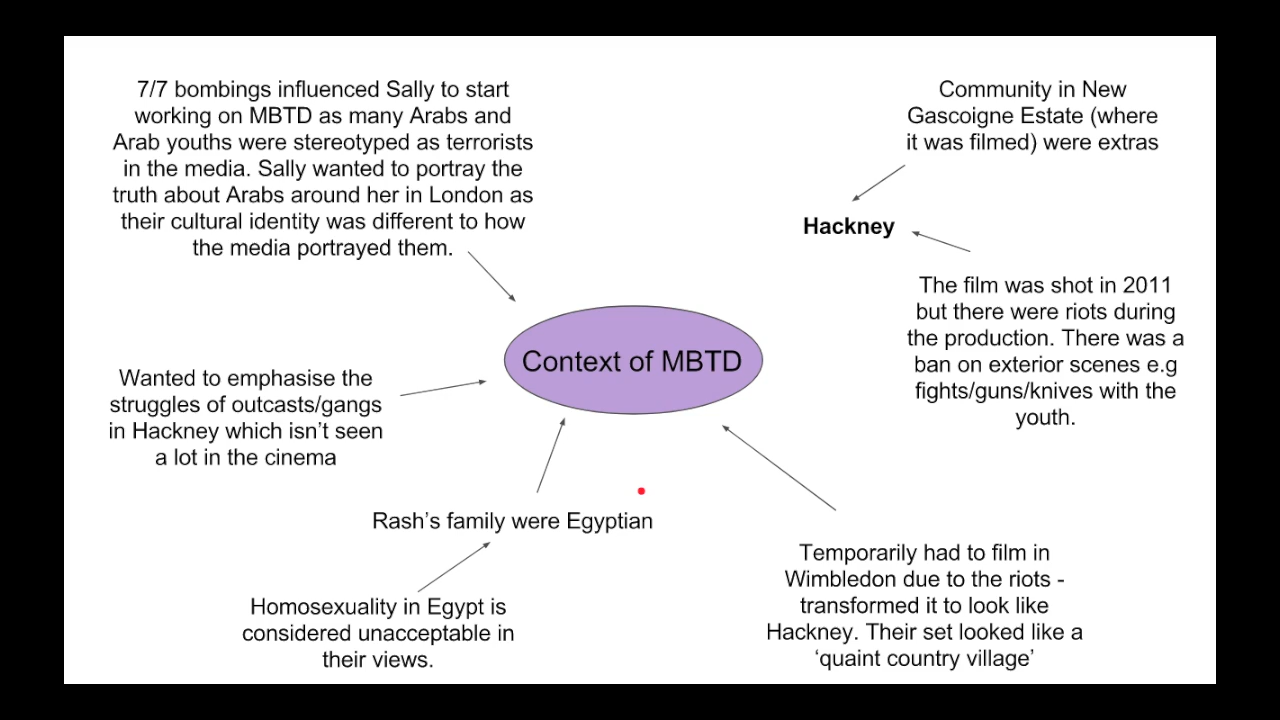 7/7 bombings influenced Sally to start
working on MBTD as many Arabs and
Arab youths were stereotyped as terrorists
in the media. Sally wanted to portray the
truth about Arabs around her in London as
their cultural identity was different to how
the media portrayed them.
Community in New
Gascoigne Estate (where
it was filmed) were extras
Hackney
The film was shot in 2011
but there were riots during
the production. There was a
ban on exterior scenes e.g
fights/guns/knives with the
youth.
Context of MBTD
Wanted to emphasise the
struggles of outcasts/gangs
in Hackney which isn’t seen
a lot in the cinema
Rash’s family were Egyptian
Homosexuality in Egypt is
considered unacceptable in
their views.
Temporarily had to film in
Wimbledon due to the riots -
transformed it to look like
Hackney. Their set looked like a
‘quaint country village’